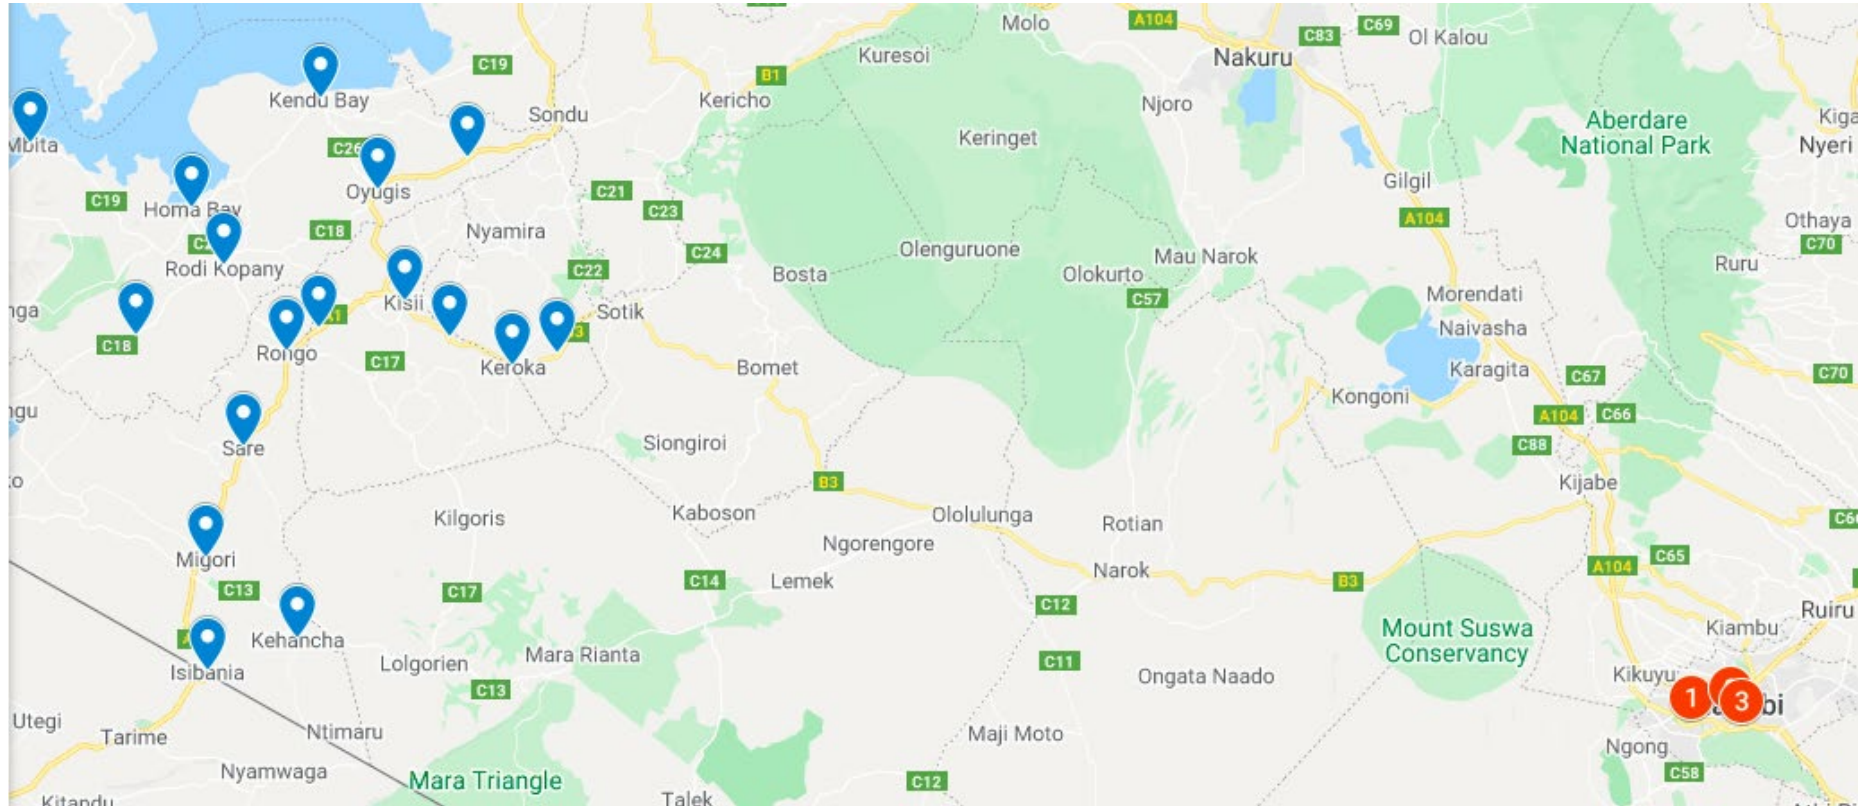 Molo
A104
C69
C83
Ol Kalou
Kuresoi
Nakuru
C19
B1
Kendu Bay
Kericho
Njoro
Sondu
Aberdare
National Park
Keringet
Mbita
C26
Nyeri
Gilgil
Oyugis
C21
C19
Homa Bay
C23
A104
Othaya
C18
Nyamira
C70
C24
Olenguruone
Mau Narok
Ruru
Rodi Kopany
C22
Bosta
Olokurto
C57
Morendati
Kisii
Sotik
Naivasha
C18
Rongo
C17
Keroka
Bomet
Karagita
C67
C70
Kongoni
A104
C66
Siongiroi
C88
Sare
B3
Kijabe
Kilgoris
Kaboson
Ololulunga
Rotian
Ngorengore
C65
Migori
Narok
A104
C13
C17
C14
Lemek
B3
C12
Ruiru
Kiambu
Mount Suswa
Conservancy
Kehancha
Lolgorien
Mara Rianta
C11
Isibania
C13
Ongata Naado
1
3
Utegi
Tarime
Ntimaru
Maji Moto
Ngong
Nyamwaga
Mara Triangle
C12
C58
Talek